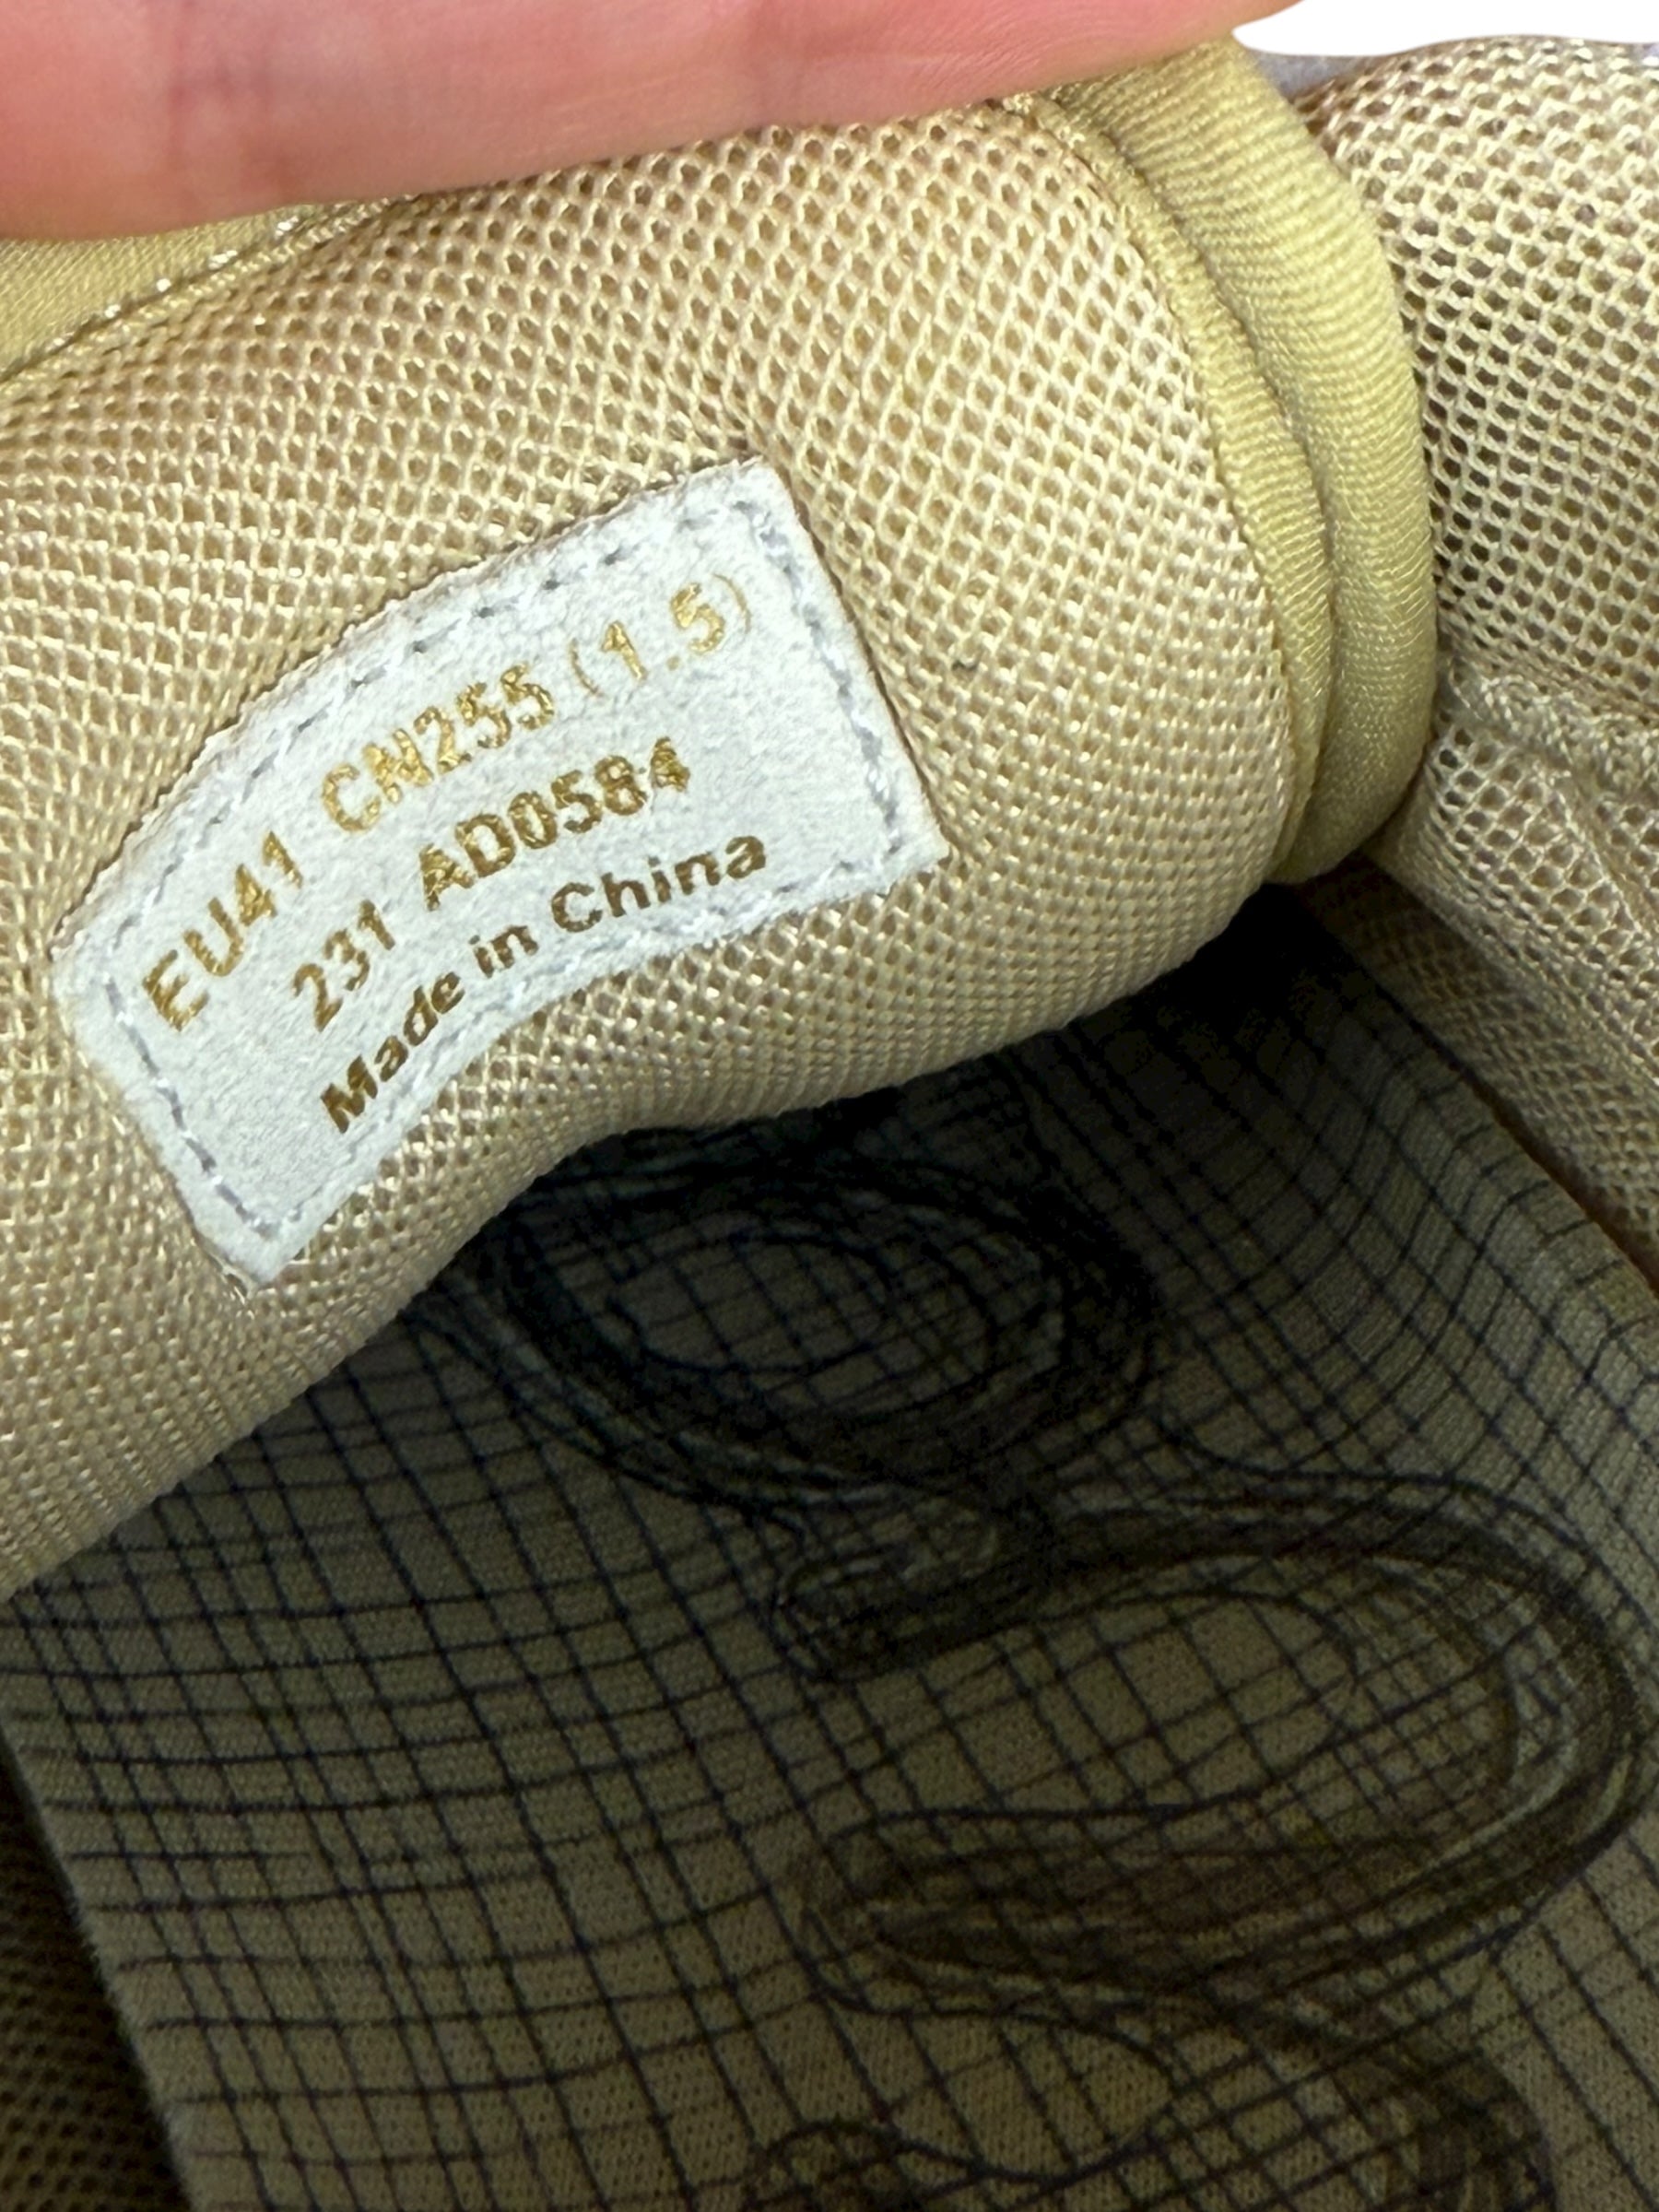 EU41 CN255 (1.5)
231 AD0584
Made in China